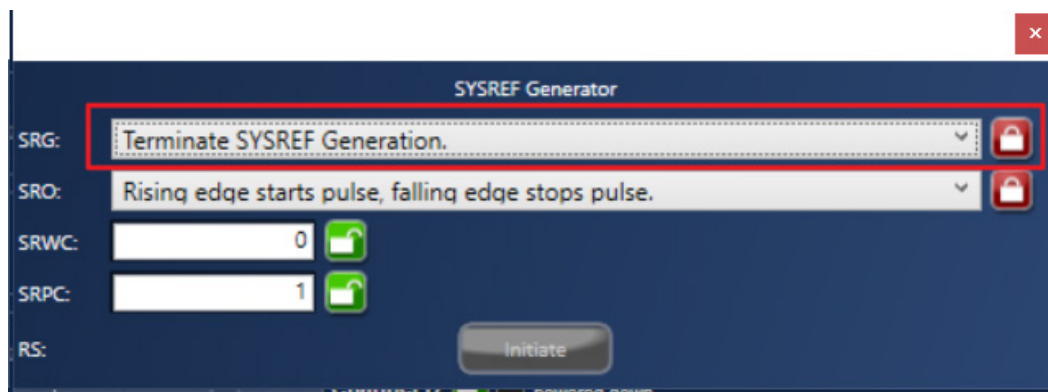 SYSREF Generator
SRG: Terminate SYSREF Generation.
SRO: Rising edge starts pulse, falling edge stops pulse.
SRWC: 0
SRPC: 1
RS: Initiate